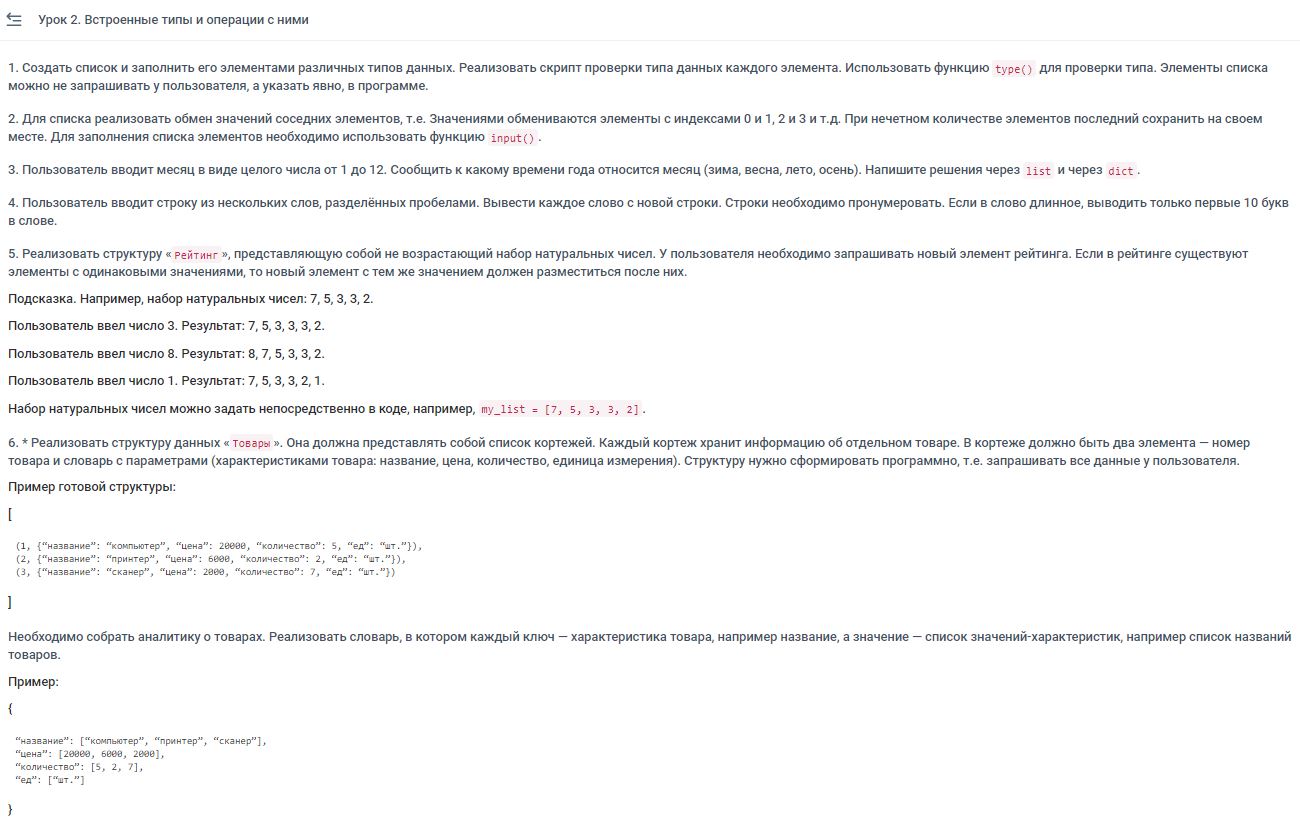 Урок 2. Встроенные типы и операции с ними
1. Создать список и заполнить его элементами различных типов данных. Реализовать скрипт проверки типа данных каждого элемента. Использовать функцию type() для проверки типа. Элементы списка
можно не запрашивать у пользователя, а указать явно, в программе.
2. Для списка реализовать обмен значений соседних элементов, т.е. Значениями обмениваются элементы с индексами 0 и 1, 2 и 3 и т.д. При нечетном количестве элементов последний сохранить на своем
месте. Для заполнения списка элементов необходимо использовать функцию input().
3. Пользователь вводит месяц в виде целого числа от 1 до 12. Сообщить к какому времени года относится месяц (зима, весна, лето, осень). Напишите решения через list и через dict.
4. Пользователь вводит строку из нескольких слов, разделённых пробелами. Вывести каждое слово с новой строки. Строки необходимо пронумеровать. Если в слово длинное, выводить только первые 10 букв
в слове.
5. Реализовать структуру «Рейтинг», представляющую собой не возрастающий набор натуральных чисел. У пользователя необходимо запрашивать новый элемент рейтинга. Если в рейтинге существуют
элементы с одинаковыми значениями, то новый элемент с тем же значением должен разместиться после них.
Подсказка. Например, набор натуральных чисел: 7, 5, 3, 3, 2.
Пользователь ввел число 3. Результат: 7, 5, 3, 3, 3, 2.
Пользователь ввел число 8. Результат: 8, 7, 5, 3, 3, 2.
Пользователь ввел число 1. Результат: 7, 5, 3, 3, 2, 1.
Набор натуральных чисел можно задать непосредственно в коде, например, my_list = [7, 5, 3, 3, 2].
6. * Реализовать структуру данных «Товары». Она должна представлять собой список кортежей. Каждый кортеж хранит информацию об отдельном товаре. В кортеже должно быть два элемента — номер
товара и словарь с параметрами (характеристиками товара: название, цена, количество, единица измерения). Структуру нужно сформировать программно, т.е. запрашивать все данные у пользователя.
Пример готовой структуры:
[
(1, {“название”: “компьютер”, “цена”: 20000, “количество”: 5, “ед”: “шт.”}),
(2, {“название”: “принтер”, “цена”: 6000, “количество”: 2, “ед”: “шт.”}),
(3, {“название”: “сканер”, “цена”: 2000, “количество”: 7, “ед”: “шт.”})
]
Необходимо собрать аналитику о товарах. Реализовать словарь, в котором каждый ключ — характеристика товара, например название, а значение — список значений-характеристик, например список названий
товаров.
Пример:
{
“название”: [“компьютер”, “принтер”, “сканер”],
“цена”: [20000, 6000, 2000],
“количество”: [5, 2, 7],
“ед”: [“шт.”]
}